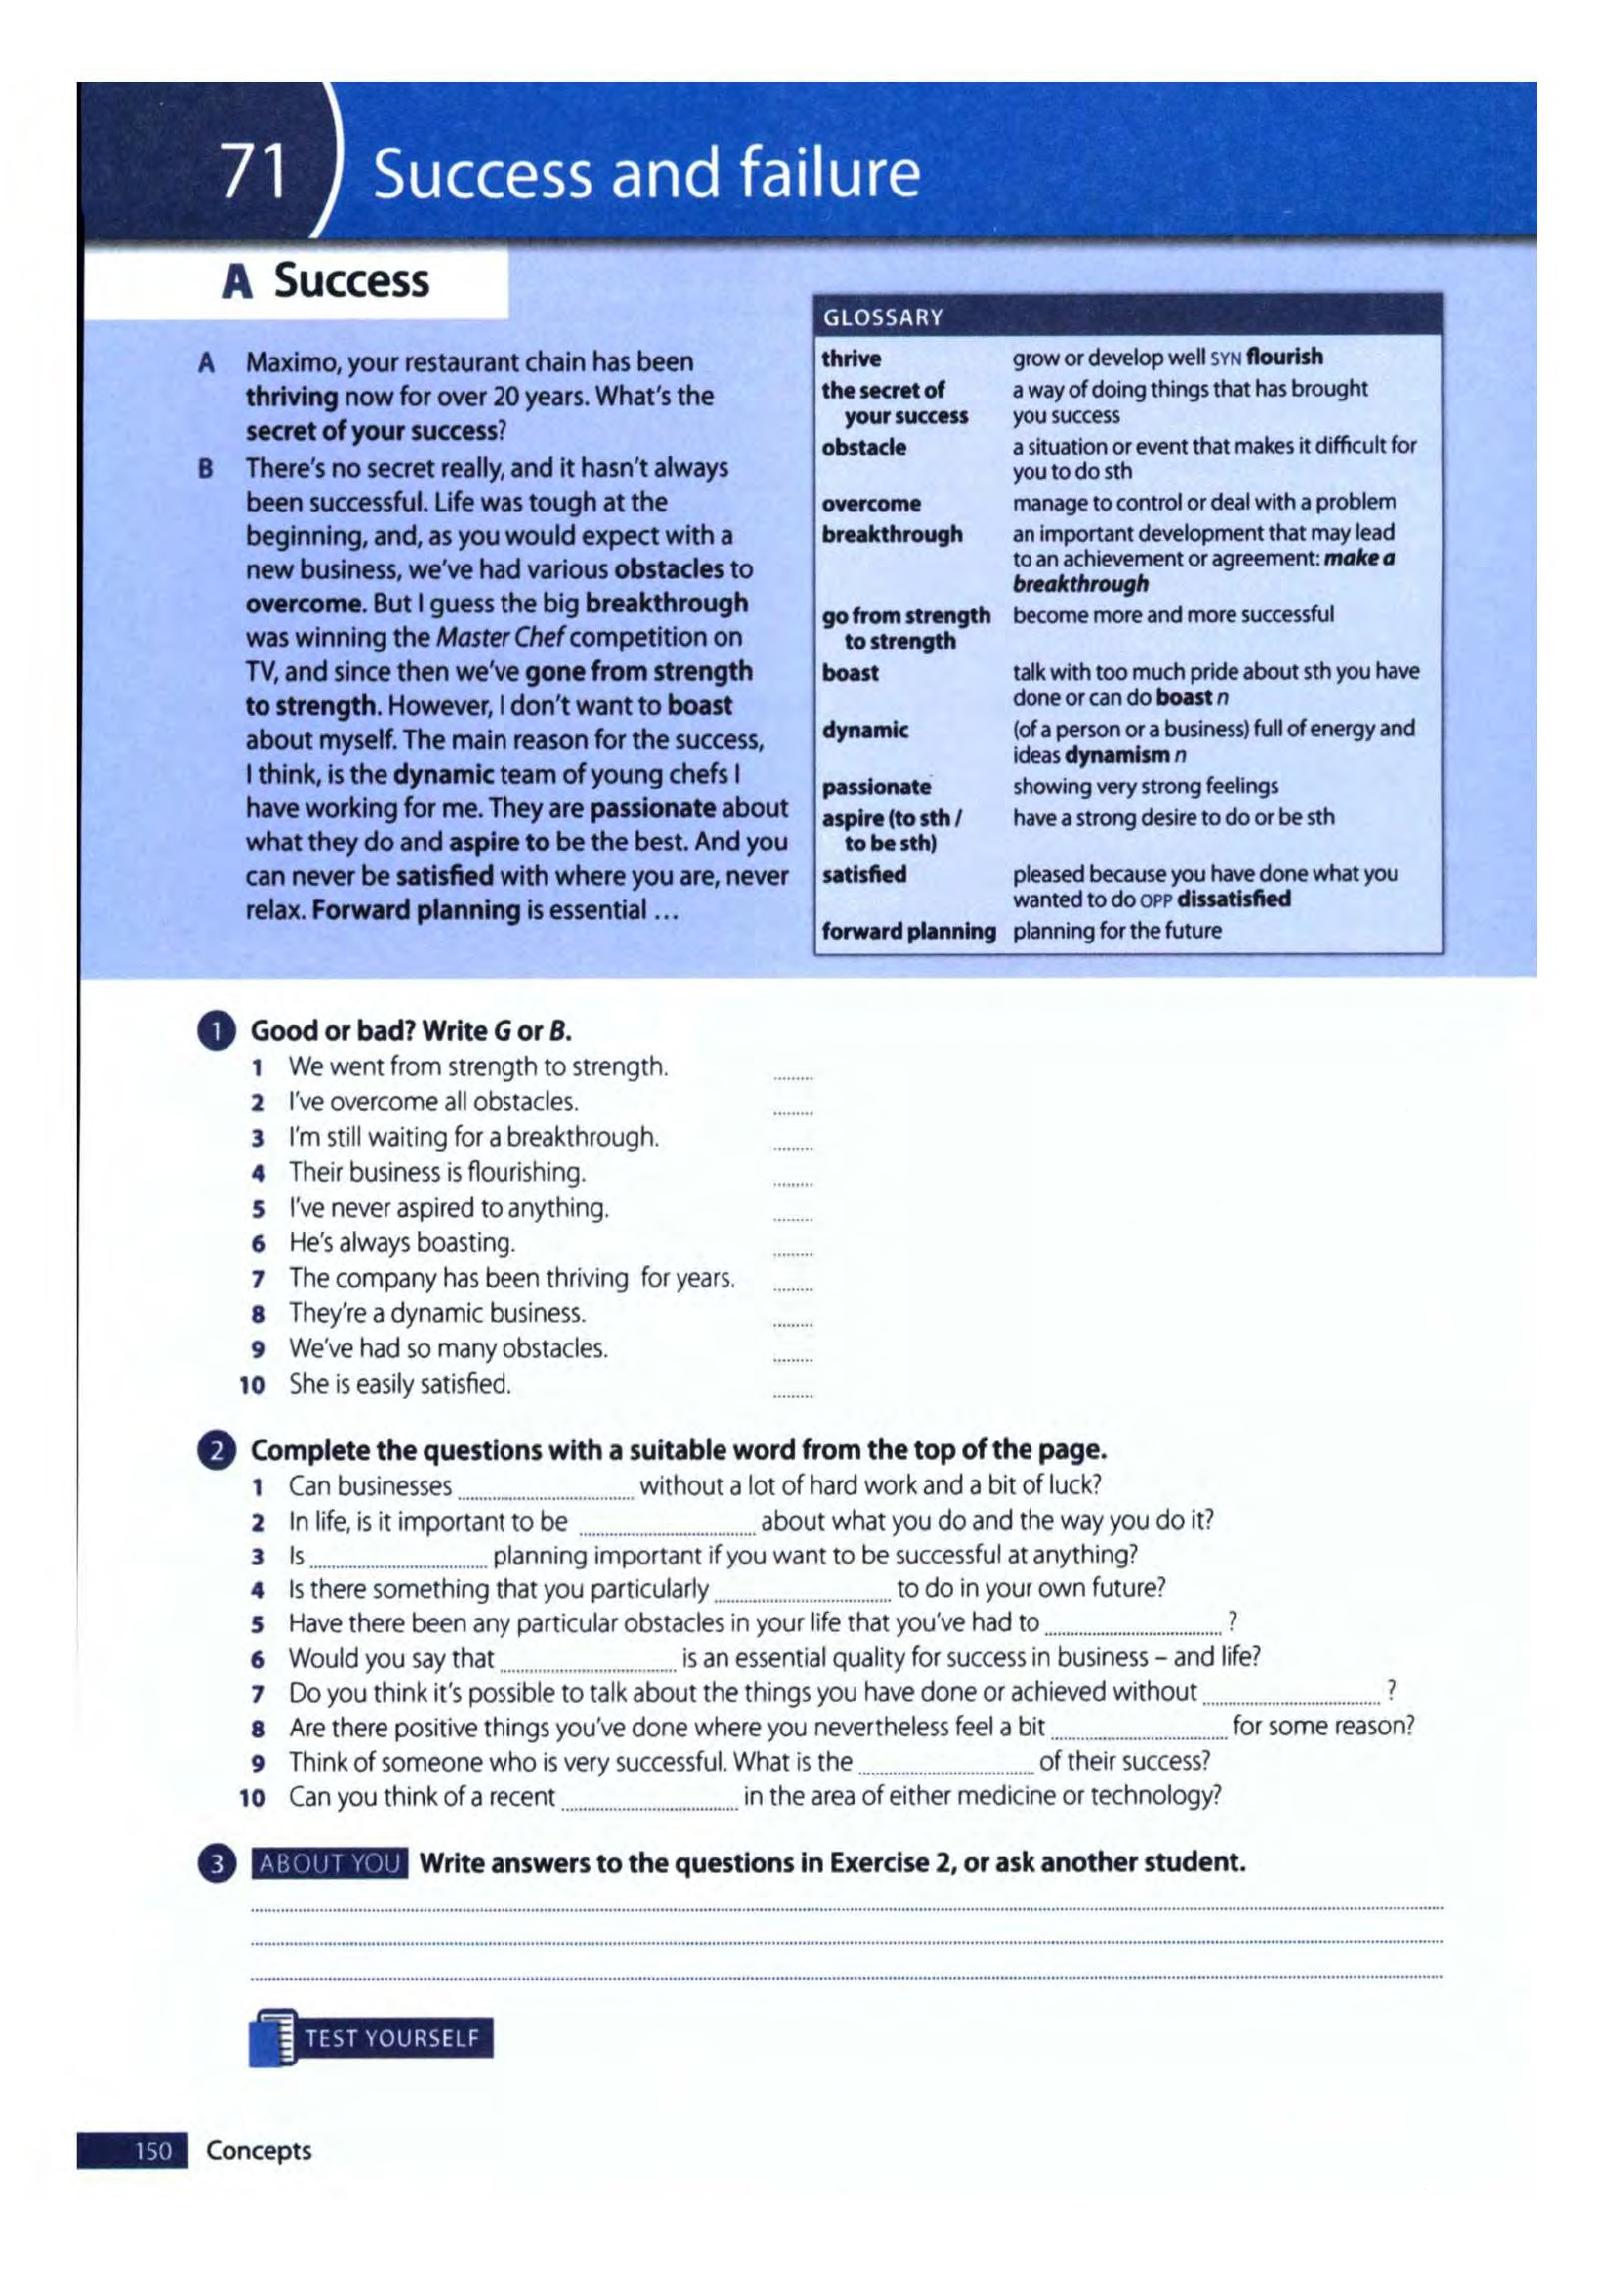 71 Success and failure
A Success
A Maximo, your restaurant chain has been
thriving now for over 20 years. What's the
secret of your success?
B There's no secret really, and it hasn't always
been successful. Life was tough at the
beginning, and, as you would expect with a
new business, we've had various obstacles to
overcome. But I guess the big breakthrough
was winning the Master Chef competition on
TV, and since then we've gone from strength
to strength. However, I don't want to boast
about myself. The main reason for the success,
I think, is the dynamic team of young chefs I
have working for me. They are passionate about
what they do and aspire to be the best. And you
can never be satisfied with where you are, never
relax. Forward planning is essential ...
GLOSSARY
thrive grow or develop well SYN flourish
the secret of a way of doing things that has brought
your success you success
obstacle a situation or event that makes it difficult for
you to do sth
overcome manage to control or deal with a problem
breakthrough an important development that may lead
to an achievement or agreement: make a
breakthrough
go from strength become more and more successful
to strength
boast talk with too much pride about sth you have
done or can do boast n
dynamic (of a person or a business) full of energy and
ideas dynamism n
passionate showing very strong feelings
aspire (to sth / have a strong desire to do or be sth
to be sth)
satisfied pleased because you have done what you
wanted to do OPP dissatisfied
forward planning planning for the future
1 Good or bad? Write G or B.
1 We went from strength to strength. .........
2 I've overcome all obstacles. .........
3 I'm still waiting for a breakthrough. .........
4 Their business is flourishing. .........
5 I've never aspired to anything. .........
6 He's always boasting. .........
7 The company has been thriving for years. .........
8 They're a dynamic business. .........
9 We've had so many obstacles. .........
10 She is easily satisfied. .........
2 Complete the questions with a suitable word from the top of the page.
1 Can businesses .................... without a lot of hard work and a bit of luck?
2 In life, is it important to be .................... about what you do and the way you do it?
3 Is .................... planning important if you want to be successful at anything?
4 Is there something that you particularly .................... to do in your own future?
5 Have there been any particular obstacles in your life that you've had to .................... ?
6 Would you say that .................... is an essential quality for success in business – and life?
7 Do you think it's possible to talk about the things you have done or achieved without .................... ?
8 Are there positive things you've done where you nevertheless feel a bit .................... for some reason?
9 Think of someone who is very successful. What is the .................... of their success?
10 Can you think of a recent .................... in the area of either medicine or technology?
3 ABOUT YOU Write answers to the questions in Exercise 2, or ask another student.
TEST YOURSELF
150 Concepts